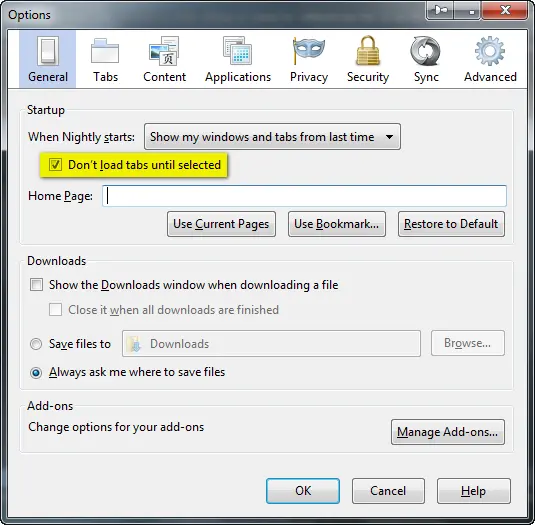 Options
General Tabs Content Applications Privacy Security Sync Advanced
Startup
When Nightly starts: Show my windows and tabs from last time
Don't load tabs until selected
Home Page:
Use Current Pages Use Bookmark... Restore to Default
Downloads
Show the Downloads window when downloading a file
Close it when all downloads are finished
Save files to Downloads Browse...
Always ask me where to save files
Add-ons
Change options for your add-ons
Manage Add-ons...
OK Cancel Help